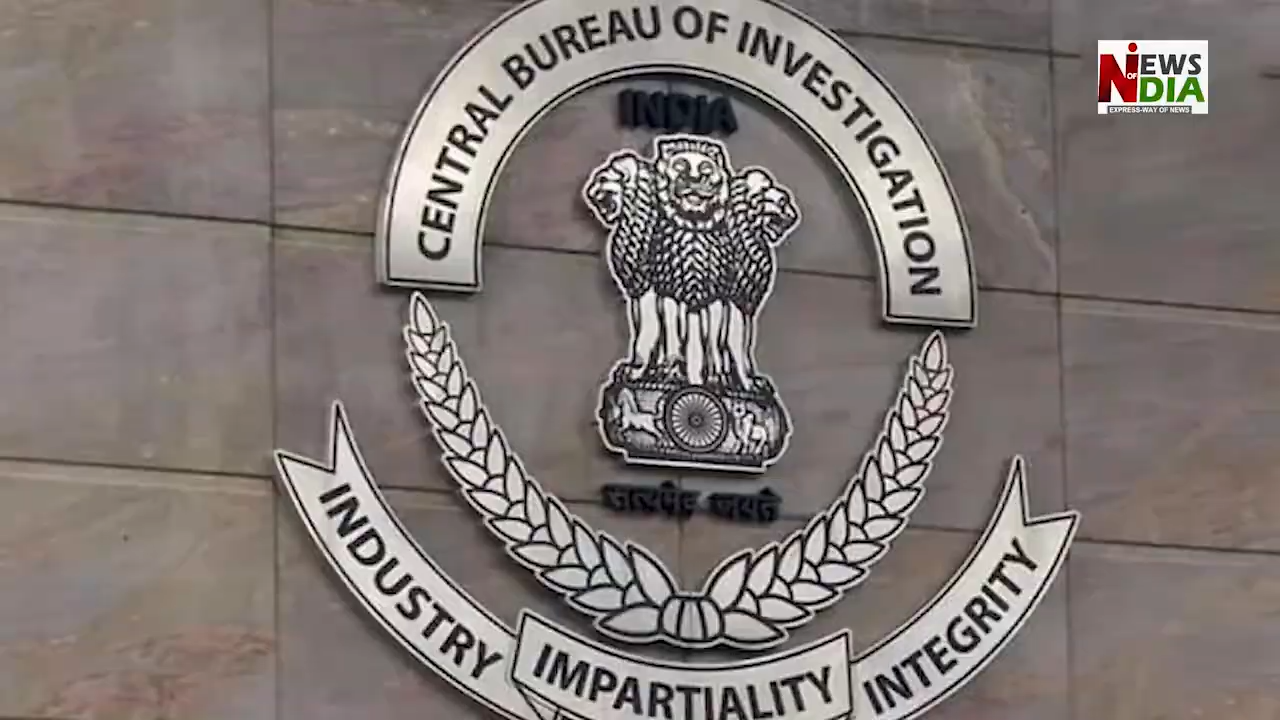 CENTRAL BUREAU OF INVESTIGATION
INDIA
सत्यमेव जयते
INDUSTRY IMPARTIALITY INTEGRITY
NEWS
OF
INDIA
EXPRESS-WAY OF NEWS